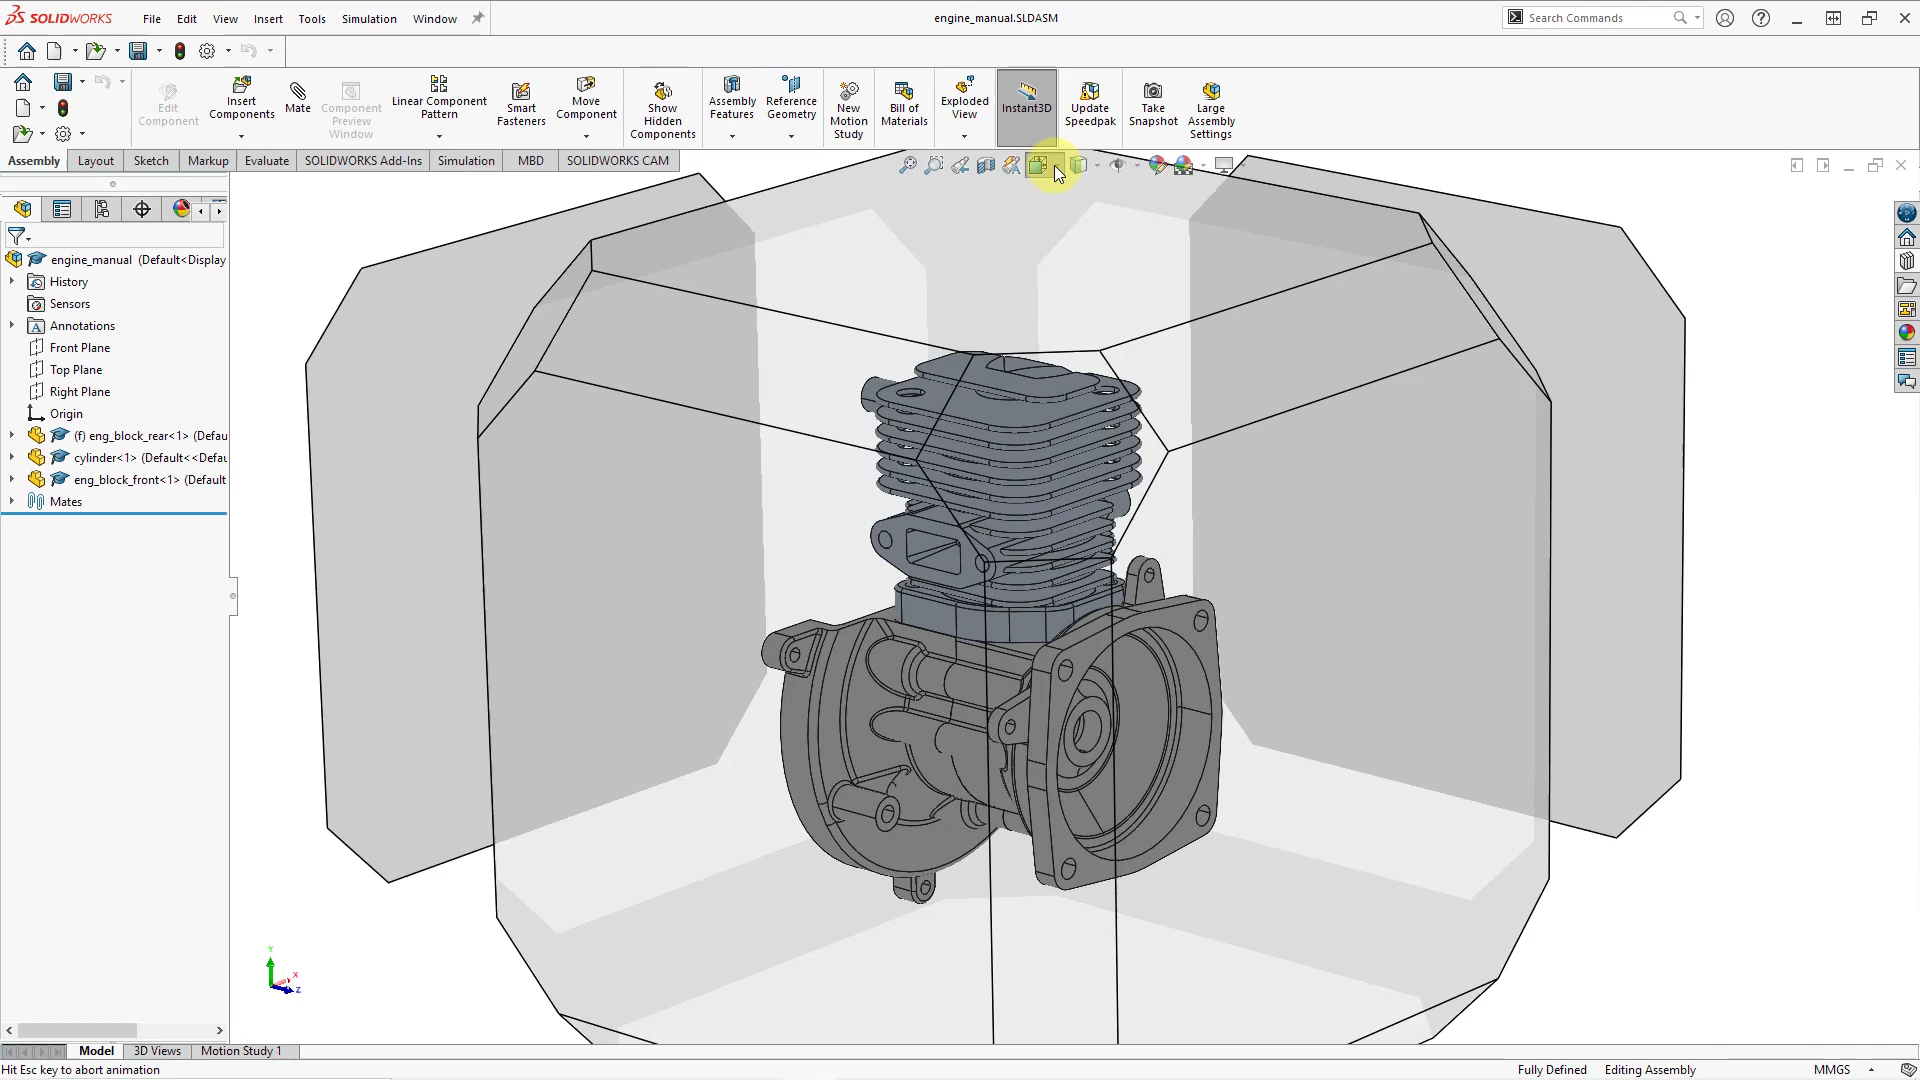 SOLIDWORKS
File Edit View Insert Tools Simulation Window
engine_manual.SLDASM
Search Commands
Edit Component
Insert Components
Mate
Component Preview Window
Linear Component Pattern
Smart Fasteners
Move Component
Show Hidden Components
Assembly Features
Reference Geometry
New Motion Study
Bill of Materials
Exploded View
Instant3D
Update Speedpak
Take Snapshot
Large Assembly Settings
Assembly Layout Sketch Markup Evaluate SOLIDWORKS Add-Ins Simulation MBD SOLIDWORKS CAM
engine_manual (Default<Display
History
Sensors
Annotations
Front Plane
Top Plane
Right Plane
Origin
(f) eng_block_rear<1> (Defau
cylinder<1> (Default<<Defau
eng_block_front<1> (Default
Mates
Y
X
Z
Model 3D Views Motion Study 1
Hit Esc key to abort animation
Fully Defined Editing Assembly MMGS